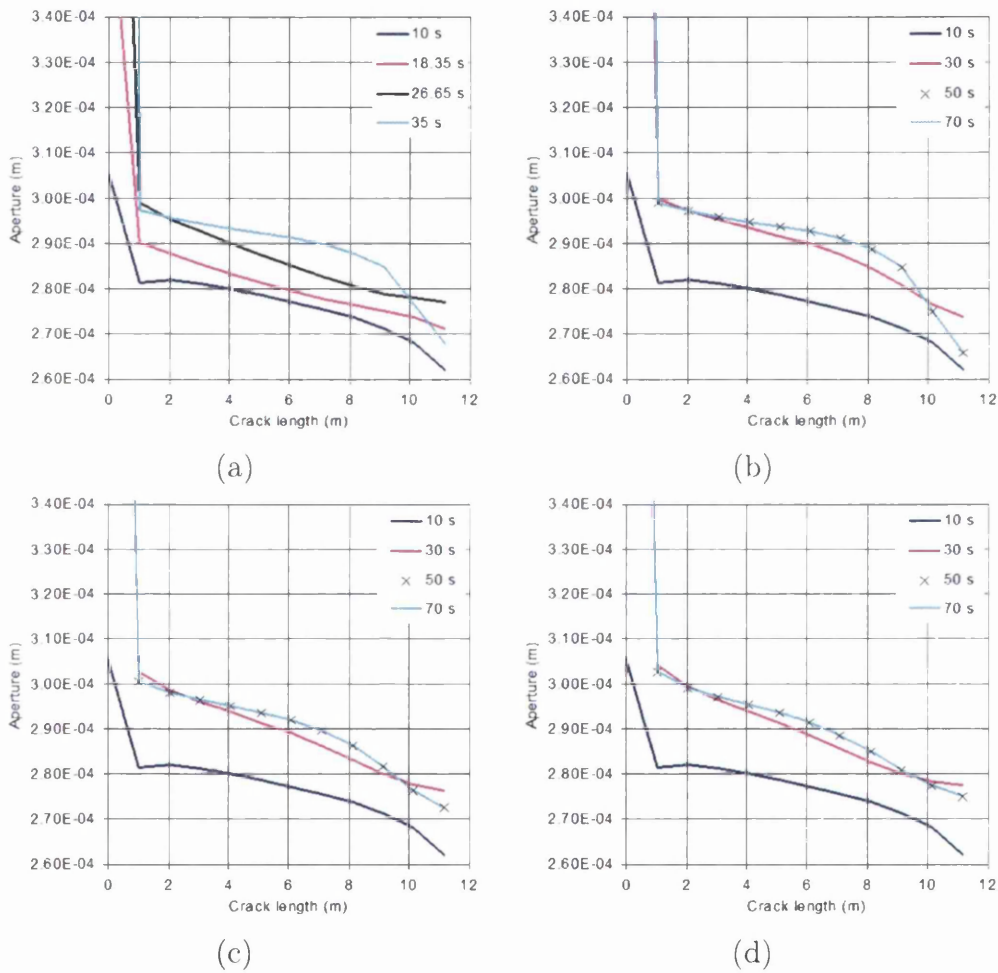 3.40E-04
3.30E-04
3.20E-04
3.10E-04
3.00E-04
2.90E-04
2.80E-04
2.70E-04
2.60E-04
Aperture (m)
0 2 4 6 8 10 12
Crack length (m)
10 s
18.35 s
26.65 s
35 s
(a)
3.40E-04
3.30E-04
3.20E-04
3.10E-04
3.00E-04
2.90E-04
2.80E-04
2.70E-04
2.60E-04
Aperture (m)
0 2 4 6 8 10 12
Crack length (m)
10 s
30 s
50 s
70 s
(b)
3.40E-04
3.30E-04
3.20E-04
3.10E-04
3.00E-04
2.90E-04
2.80E-04
2.70E-04
2.60E-04
Aperture (m)
0 2 4 6 8 10 12
Crack length (m)
10 s
30 s
50 s
70 s
(c)
3.40E-04
3.30E-04
3.20E-04
3.10E-04
3.00E-04
2.90E-04
2.80E-04
2.70E-04
2.60E-04
Aperture (m)
0 2 4 6 8 10 12
Crack length (m)
10 s
30 s
50 s
70 s
(d)